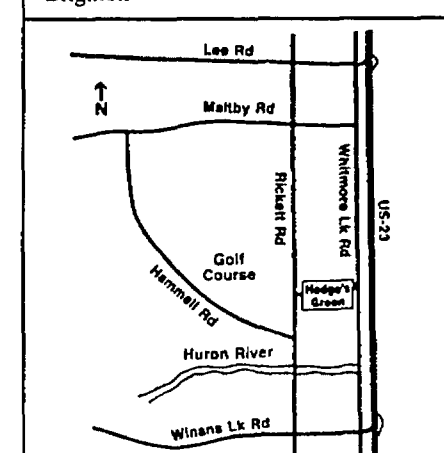 Lee Rd
N
Maltby Rd
Whitmore Lk Rd
Rickett Rd
US-23
Golf
Course
Hammell Rd
Hodge's
Green
Huron River
Winans Lk Rd